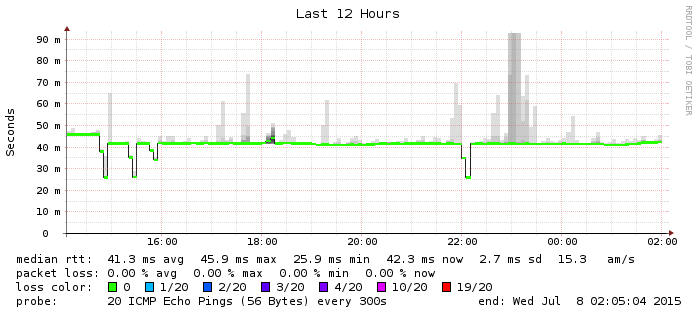 Last 12 Hours
RRDTOOL / TOBI OETIKER
Seconds
90 m
80 m
70 m
60 m
50 m
40 m
30 m
20 m
10 m
0
16:00 18:00 20:00 22:00 00:00 02:00
median rtt: 41.3 ms avg 45.9 ms max 25.9 ms min 42.3 ms now 2.7 ms sd 15.3 am/s
packet loss: 0.00 % avg 0.00 % max 0.00 % min 0.00 % now
loss color: 0 1/20 2/20 3/20 4/20 10/20 19/20
probe: 20 ICMP Echo Pings (56 Bytes) every 300s end: Wed Jul 8 02:05:04 2015